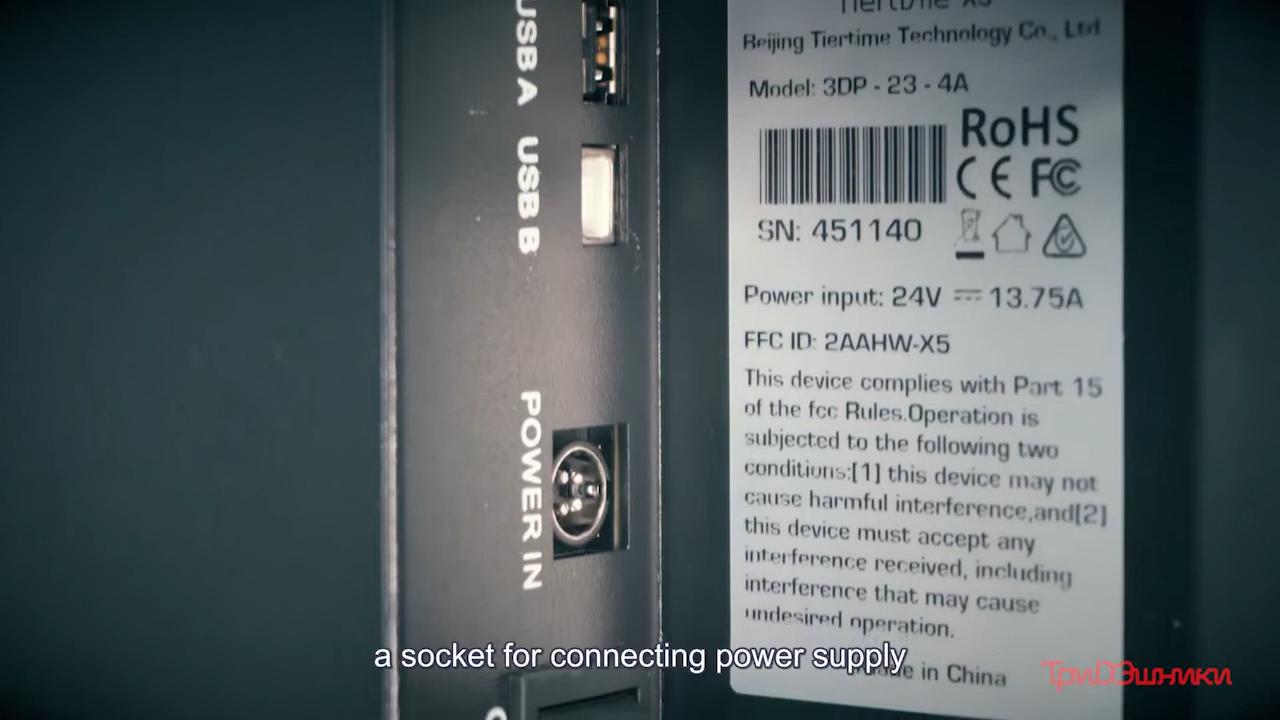 USB A
USB B
POWER IN
Tiertime X5
Beijing Tiertime Technology Co., Ltd
Model: 3DP - 23 - 4A
RoHS
CE FC
SN: 451140
Power input: 24V 13.75A
FFC ID: 2AAHW-X5
This device complies with Part 15
of the fcc Rules.Operation is
subjected to the following two
conditions:[1] this device may not
cause harmful interference,and[2]
this device must accept any
interference received, including
interference that may cause
undesired operation.
Made in China
a socket for connecting power supply
ТриDЭшники